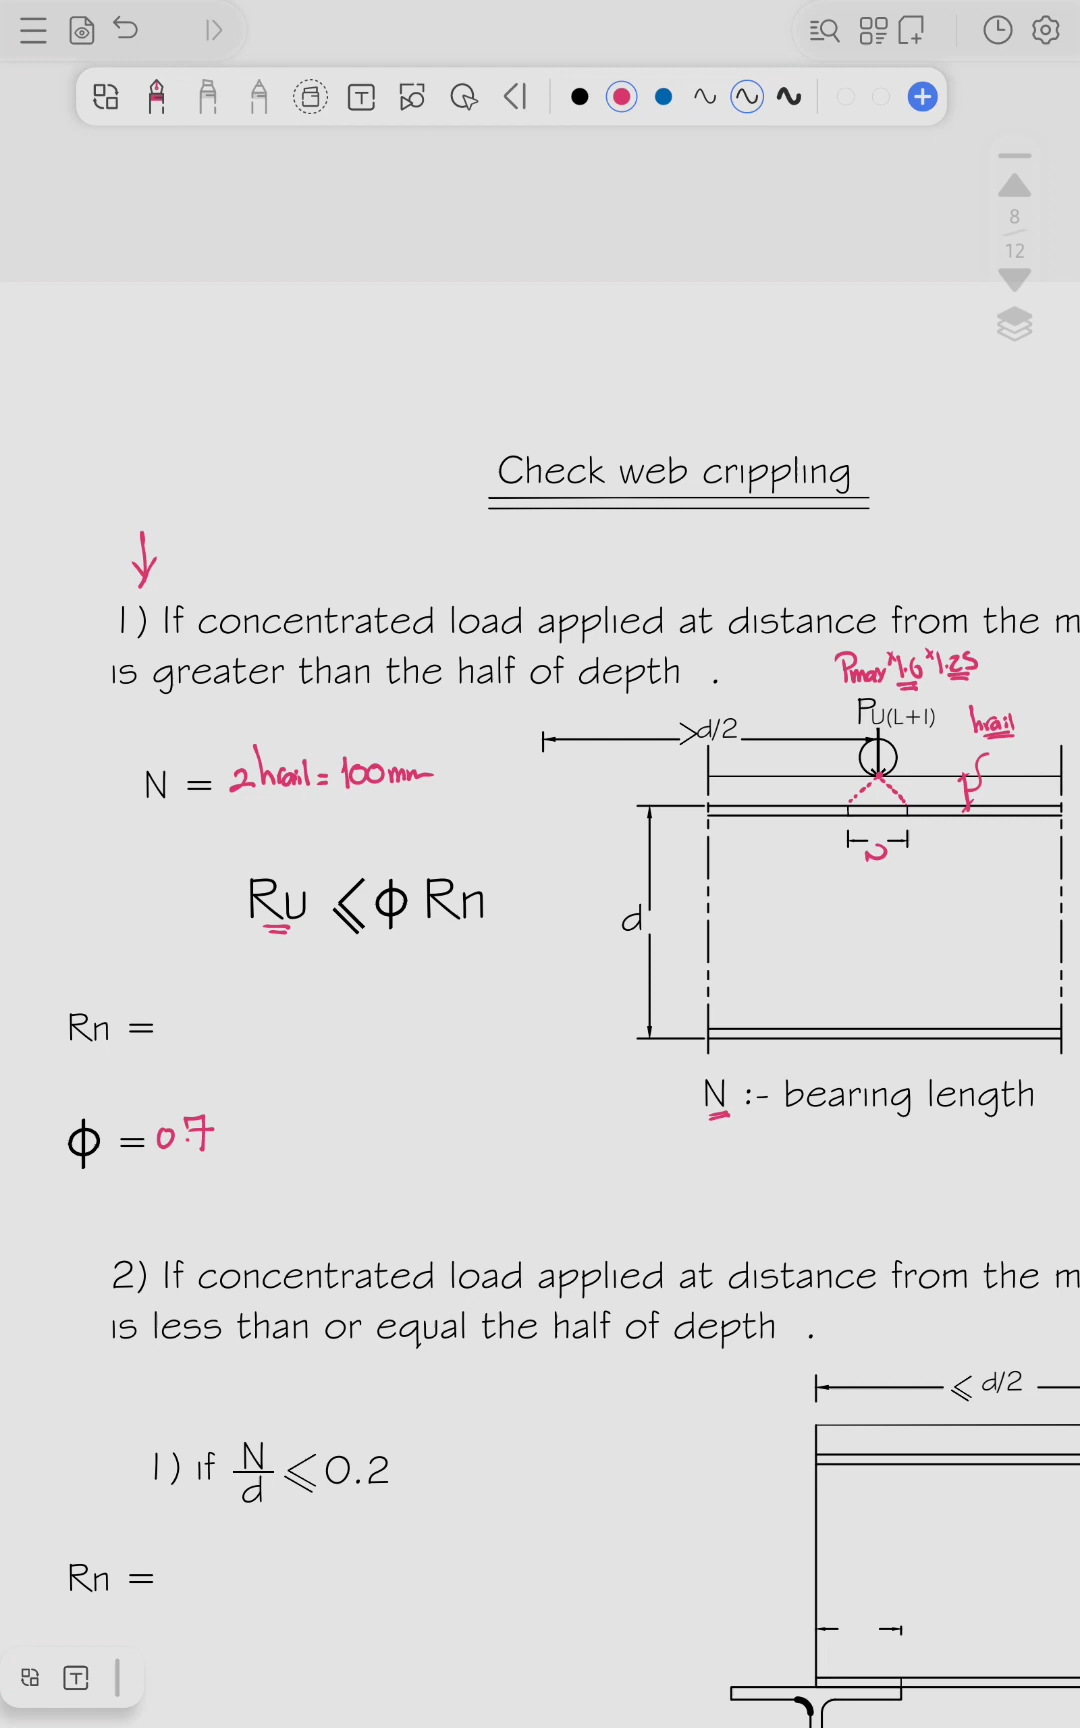 8
12
Check web crippling
1) If concentrated load applied at distance from the m
is greater than the half of depth .
Pmax*1.6*1.25
PU(L+I)
hrail
>d/2
N = 2hrail = 100mm
Ru ⩽ ϕ Rn
d
Rn =
N :- bearing length
ϕ = 0.7
2) If concentrated load applied at distance from the m
is less than or equal the half of depth .
⩽ d/2
1) if N/d ⩽ 0.2
Rn =